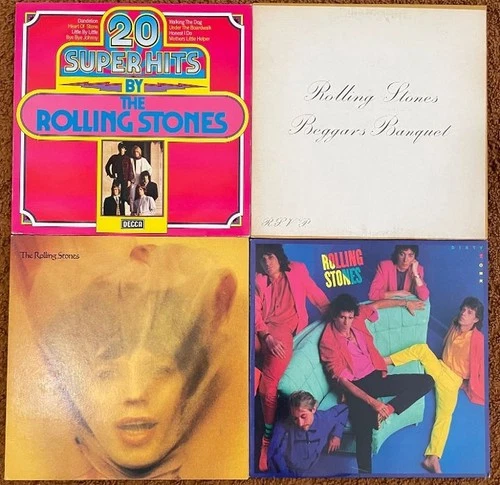 Dandelion
Heart Of Stone
Little By Little
Bye Bye Johnny
20
Walking The Dog
Under The Boardwalk
Honest I Do
Mothers Little Helper
SUPER HITS
BY
THE
ROLLING STONES
DECCA
Rolling Stones
Beggars Banquet
R.S.V.P.
The Rolling Stones
ROLLING
STONES
DIRTY
WORK